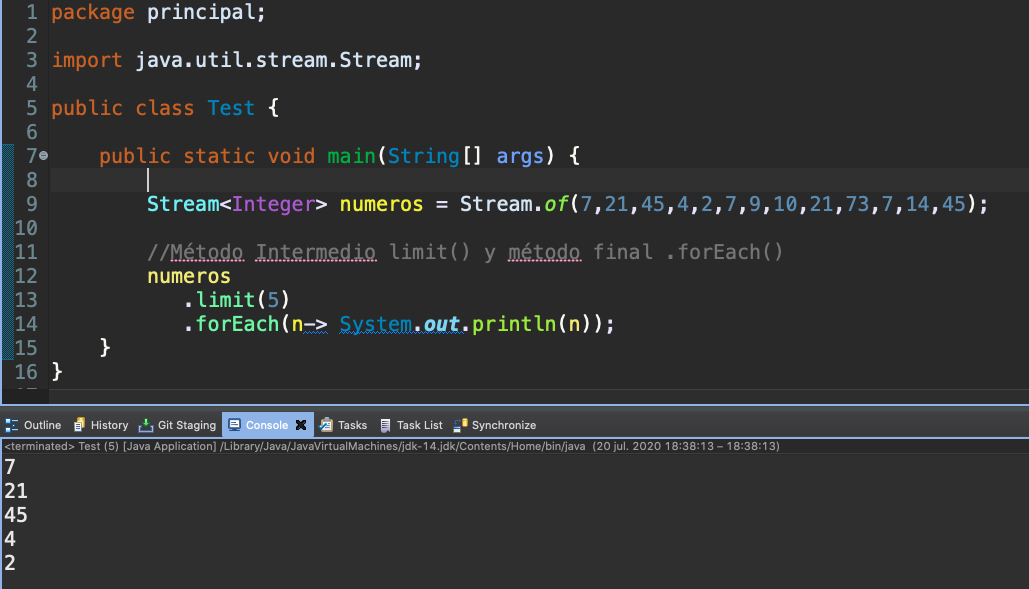 1 package principal;
2
3 import java.util.stream.Stream;
4
5 public class Test {
6
7 public static void main(String[] args) {
8
9 Stream<Integer> numeros = Stream.of(7,21,45,4,2,7,9,10,21,73,7,14,45);
10
11 //Método Intermedio limit() y método final .forEach()
12 numeros
13 .limit(5)
14 .forEach(n-> System.out.println(n));
15 }
16 }
Outline History Git Staging Console Tasks Task List Synchronize
<terminated> Test (5) [Java Application] /Library/Java/JavaVirtualMachines/jdk-14.jdk/Contents/Home/bin/java (20 jul. 2020 18:38:13 – 18:38:13)
7
21
45
4
2